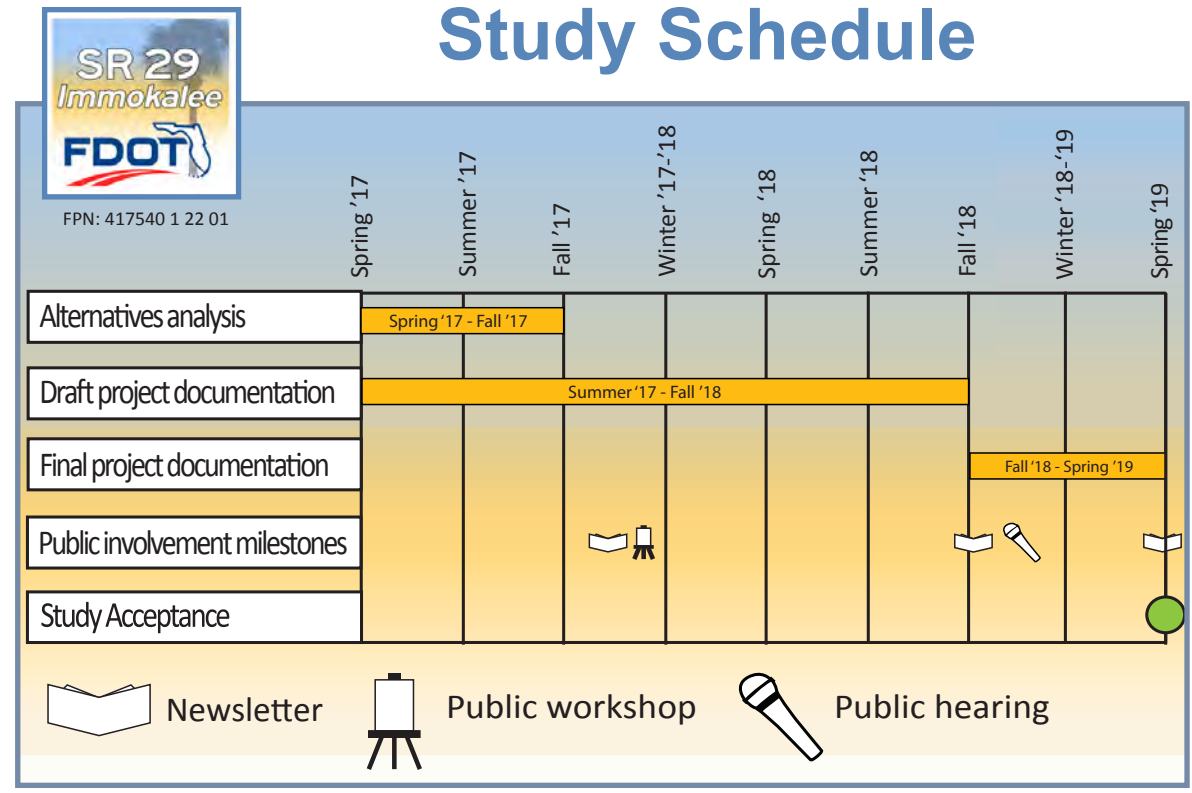 Study Schedule
SR 29
Immokalee
FDOT
FPN: 417540 1 22 01
Spring ’17
Summer ’17
Fall ’17
Winter ’17-’18
Spring ‘18
Summer ‘18
Fall ‘18
Winter ‘18-‘19
Spring ‘19
Alternatives analysis
Spring ‘17 - Fall ’17
Draft project documentation
Summer ‘17 - Fall ’18
Final project documentation
Fall ‘18 - Spring ’19
Public involvement milestones
Study Acceptance
Newsletter
Public workshop
Public hearing